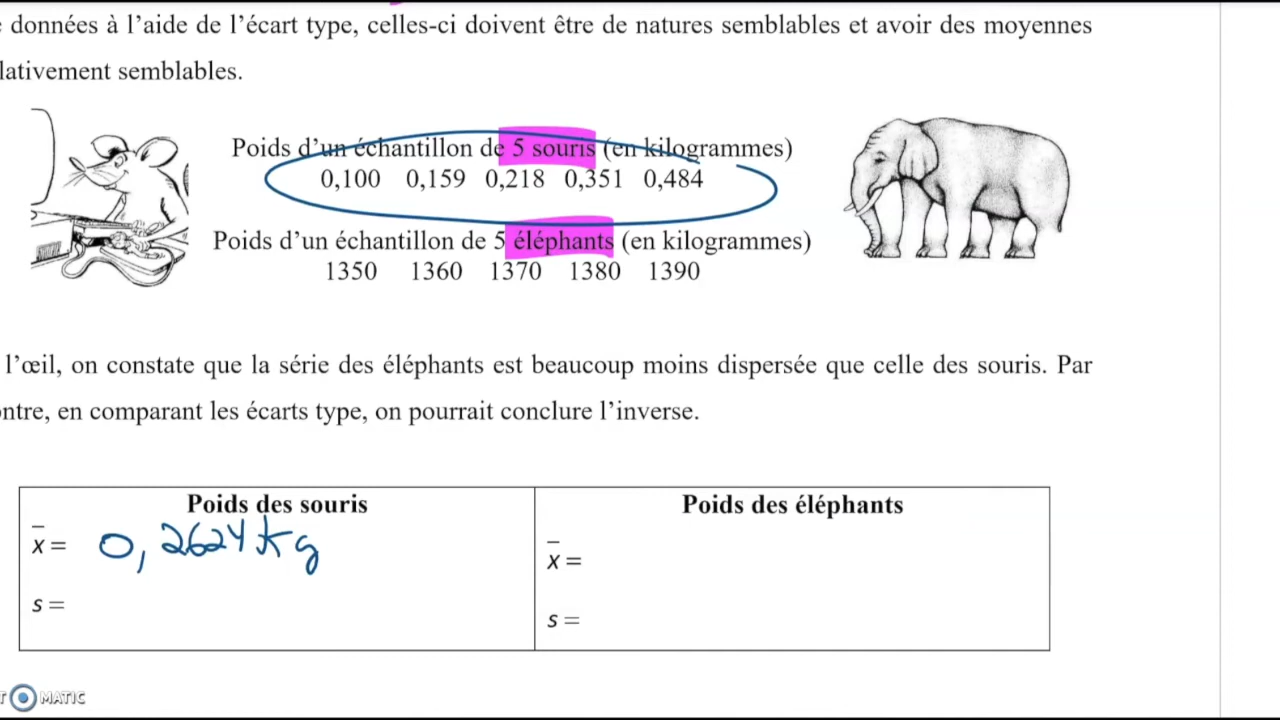 données à l'aide de l'écart type, celles-ci doivent être de natures semblables et avoir des moyennes
lativement semblables.
Poids d'un échantillon de 5 souris (en kilogrammes)
0,100 0,159 0,218 0,351 0,484
Poids d'un échantillon de 5 éléphants (en kilogrammes)
1350 1360 1370 1380 1390
l'œil, on constate que la série des éléphants est beaucoup moins dispersée que celle des souris. Par
ontre, en comparant les écarts type, on pourrait conclure l'inverse.
Poids des souris
x = 0,2624 kg
s =
Poids des éléphants
x =
s =
MATIC